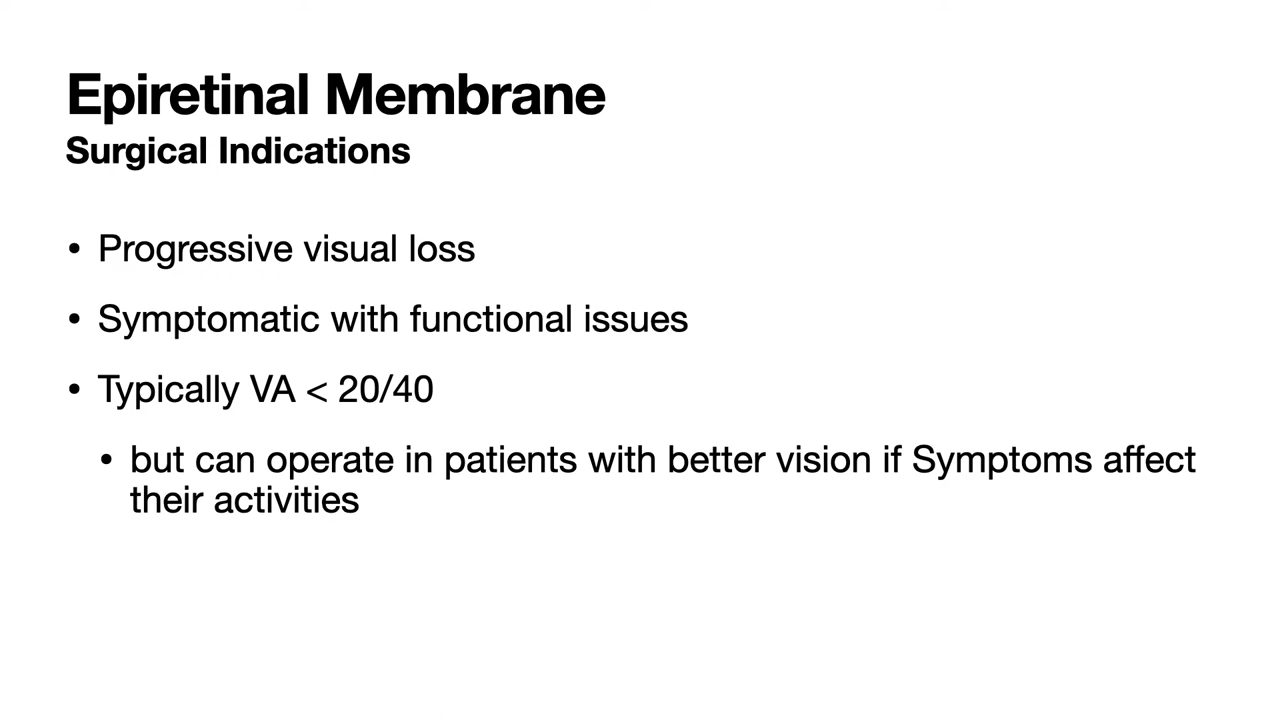 Epiretinal Membrane
Surgical Indications
• Progressive visual loss
• Symptomatic with functional issues
• Typically VA < 20/40
• but can operate in patients with better vision if Symptoms affect
their activities